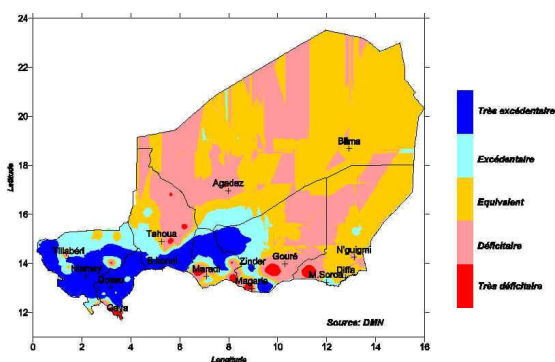 24
22
20
18
16
14
12
0
2
4
6
8
10
12
14
16
Latitude
Longitude
Bilma
Agadez
Tahoua
Tillabéri
N'guigmi
Zinder
Gouré
Niamey
Maradi
M.Soroa
Diffa
Dosso
Magaria
Gaya
Source: DMN
Très excédentaire
Excédentaire
Equivalent
Déficitaire
Très déficitaire